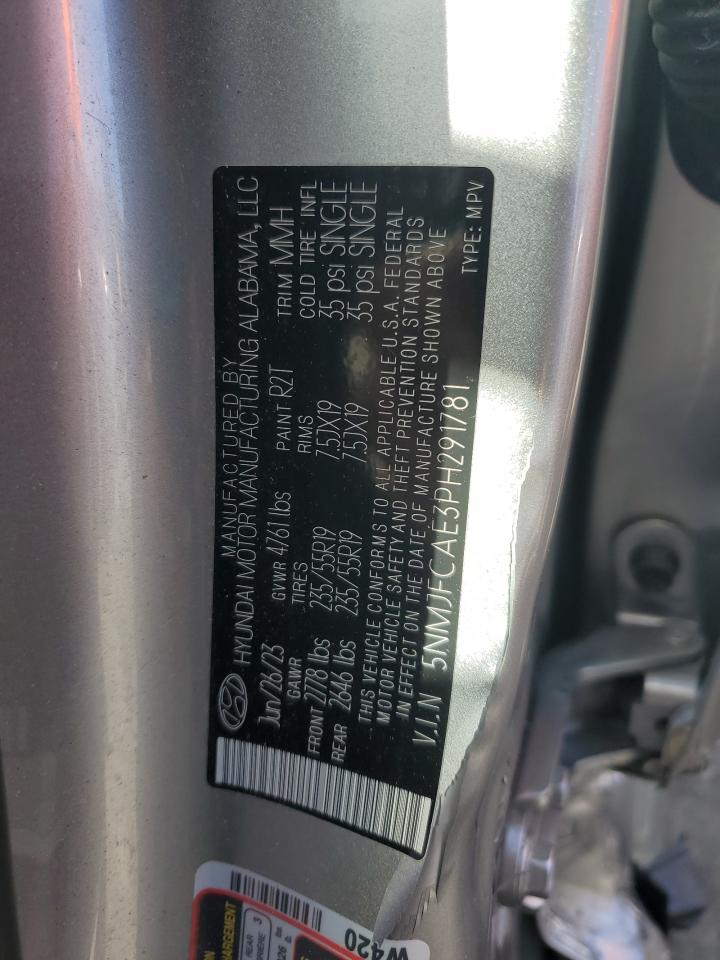 MANUFACTURED BY
HYUNDAI MOTOR MANUFACTURING ALABAMA, LLC
Jun/26/23 GVWR 4761 lbs PAINT R2T TRIM MMH
GAWR TIRES RIMS COLD TIRE INFL
FRONT 2778 lbs 235/55R19 7.5JX19 35 psi SINGLE
REAR 2646 lbs 235/55R19 7.5JX19 35 psi SINGLE
THIS VEHICLE CONFORMS TO ALL APPLICABLE U.S.A. FEDERAL
MOTOR VEHICLE SAFETY AND THEFT PREVENTION STANDARDS
IN EFFECT ON THE DATE OF MANUFACTURE SHOWN ABOVE
V.I.N 5NMJFCAE3PH291781 TYPE: MPV
REAR 3
W420